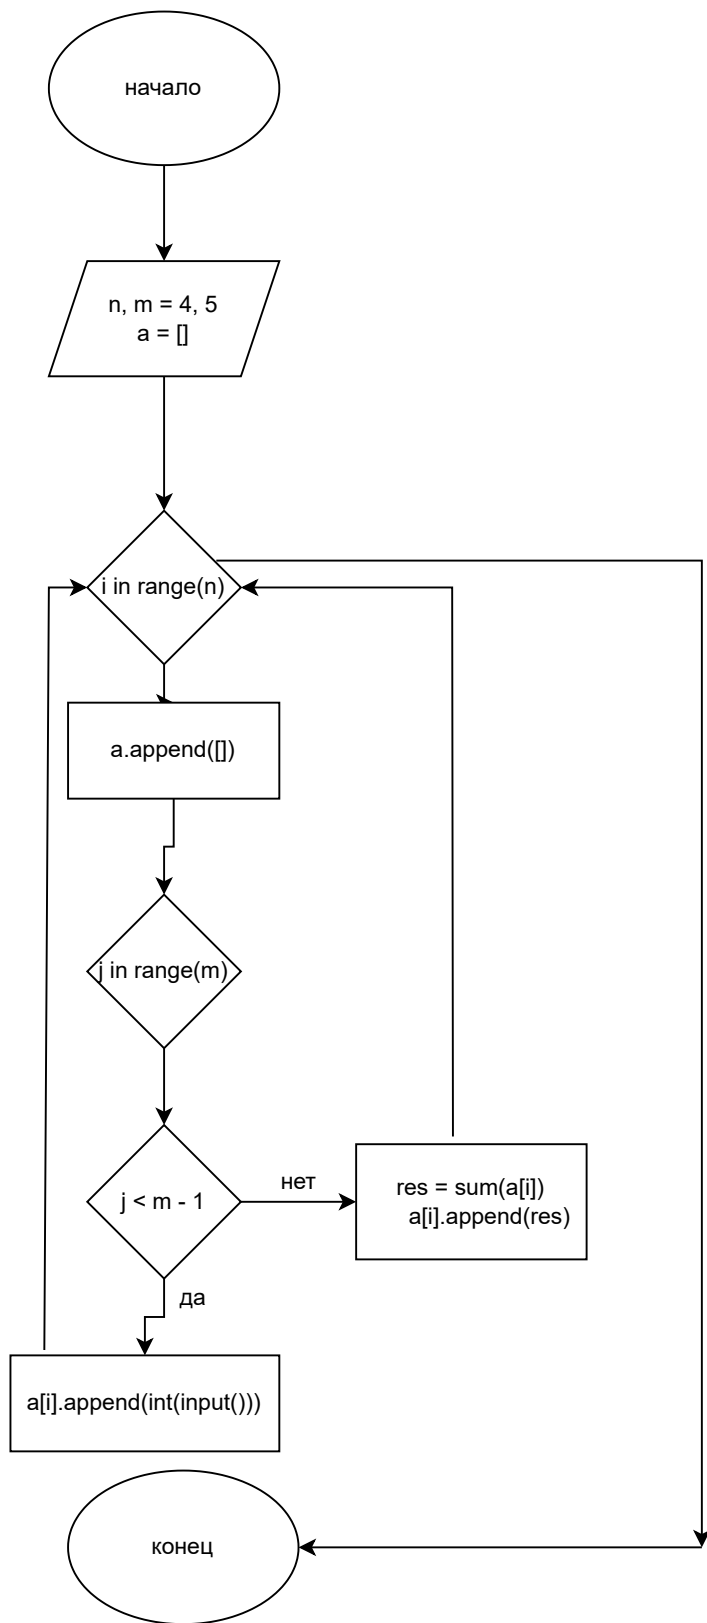 начало
n, m = 4, 5
a = []
i in range(n)
a.append([])
j in range(m)
j < m - 1
нет
res = sum(a[i])
a[i].append(res)
да
a[i].append(int(input()))
конец